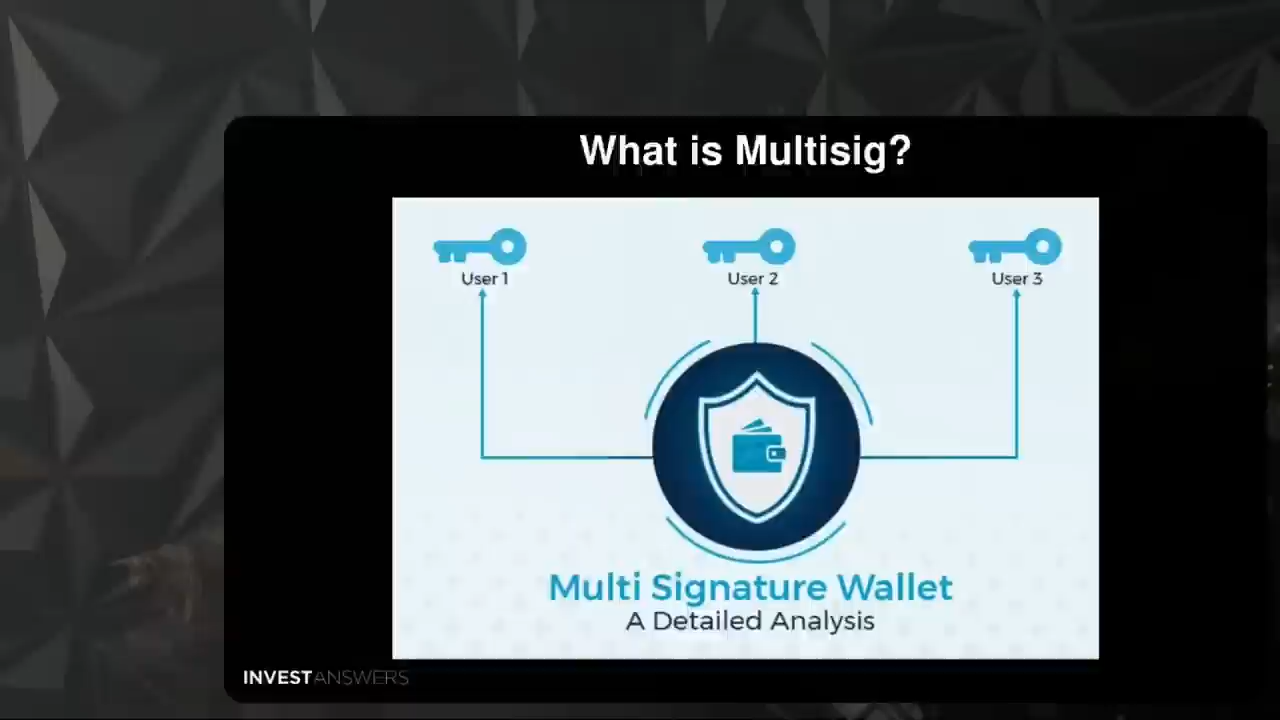 What is Multisig?
User 1
User 2
User 3
Multi Signature Wallet
A Detailed Analysis
INVESTANSWERS